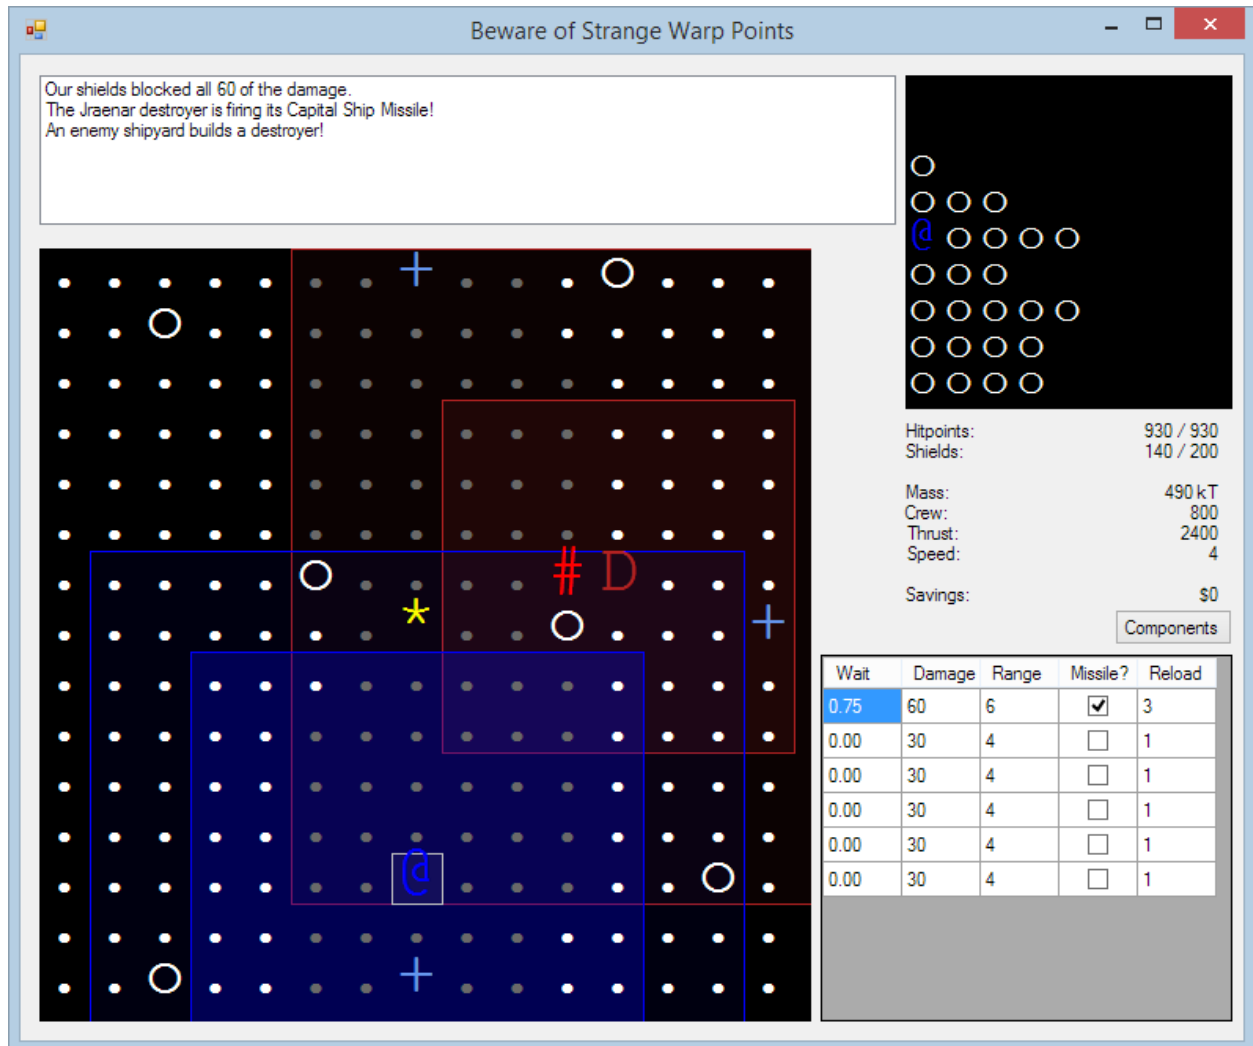 Beware of Strange Warp Points
Our shields blocked all 60 of the damage.
The Jraenar destroyer is firing its Capital Ship Missile!
An enemy shipyard builds a destroyer!
O
O O O
@ O O O O
O O O
O O O O O
O O O O
O O O O
. . . . . . . + . . . O . . .
. . O . . . . . . . . . . . .
. . . . . . . . . . . . . . .
. . . . . . . . . . . . . . .
. . . . . . . . . . . . . . .
. . . . . . . . . . . . . . .
. . . . . O . . . . # D . . .
. . . . . . . * . . O . . . +
. . . . . . . . . . . . . . .
. . . . . . . . . . . . . . .
. . . . . . . . . . . . . . .
. . . . . . . . . . . . . . .
. . . . . . . @ . . . . . O .
. . . . . . . . . . . . . . .
. . O . . . . + . . . . . . .
Hitpoints: 930 / 930
Shields: 140 / 200
Mass: 490 kT
Crew: 800
Thrust: 2400
Speed: 4
Savings: $0
Components
Wait Damage Range Missile? Reload
0.75 60 6 3
0.00 30 4 1
0.00 30 4 1
0.00 30 4 1
0.00 30 4 1
0.00 30 4 1